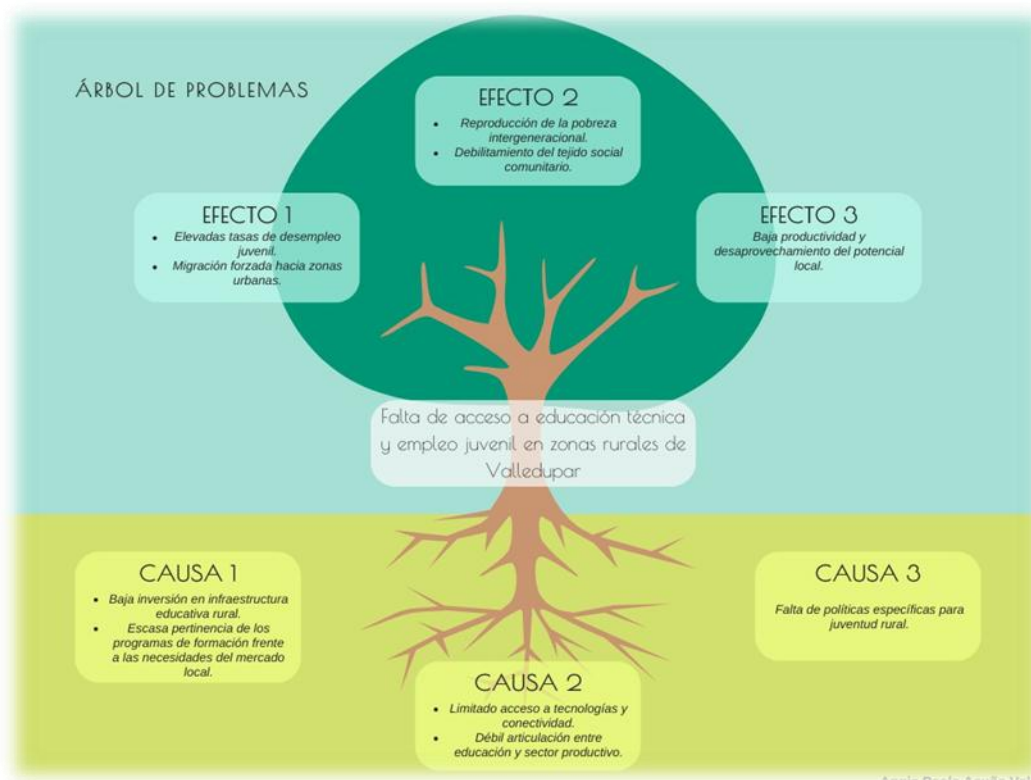 ÁRBOL DE PROBLEMAS
EFECTO 2
• Reproducción de la pobreza
intergeneracional.
• Debilitamiento del tejido social
comunitario.
EFECTO 1
• Elevadas tasas de desempleo
juvenil.
• Migración forzada hacia zonas
urbanas.
EFECTO 3
Baja productividad y
desaprovechamiento del potencial
local.
Falta de acceso a educación técnica
y empleo juvenil en zonas rurales de
Valledupar
CAUSA 1
• Baja inversión en infraestructura
educativa rural.
• Escasa pertinencia de los
programas de formación frente
a las necesidades del mercado
local.
CAUSA 2
• Limitado acceso a tecnologías y
conectividad.
• Débil articulación entre
educación y sector productivo.
CAUSA 3
Falta de políticas específicas para
juventud rural.